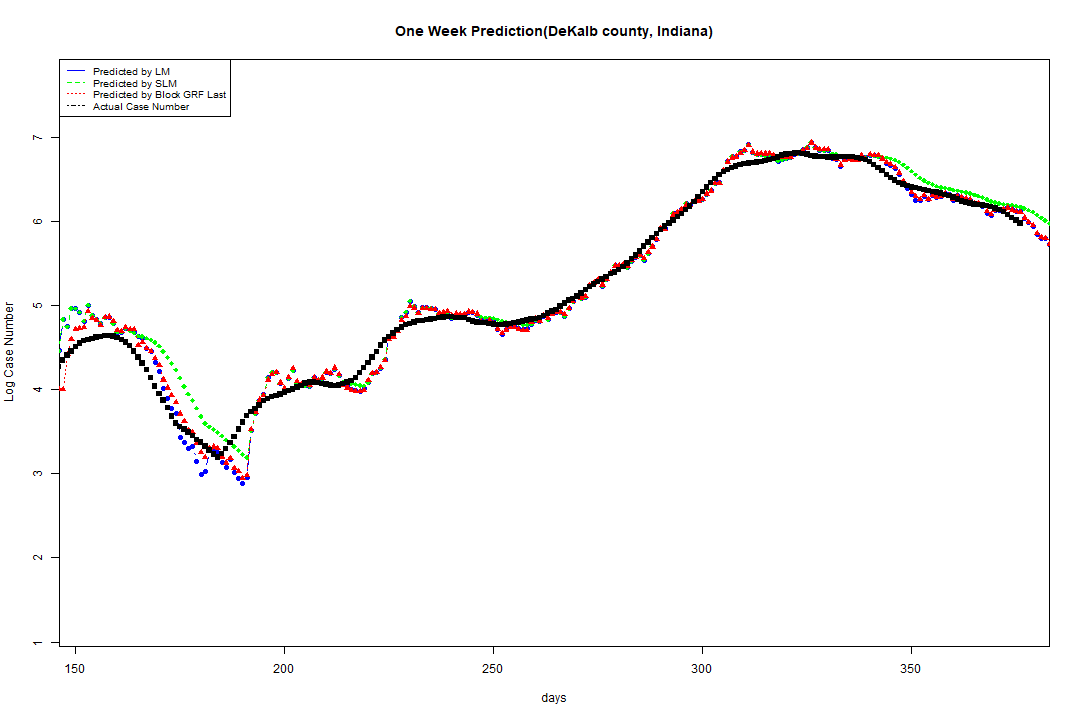 One Week Prediction(DeKalb county, Indiana)
Predicted by LM
Predicted by SLM
Predicted by Block GRF Last
Actual Case Number
Log Case Number
7
6
5
4
3
2
1
150 200 250 300 350
days